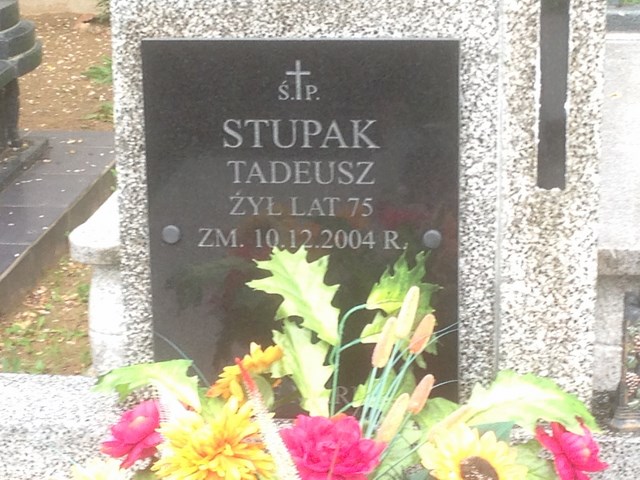 Ś.†P.
STUPAK
TADEUSZ
ŻYŁ LAT 75
ZM. 10.12.2004 R.